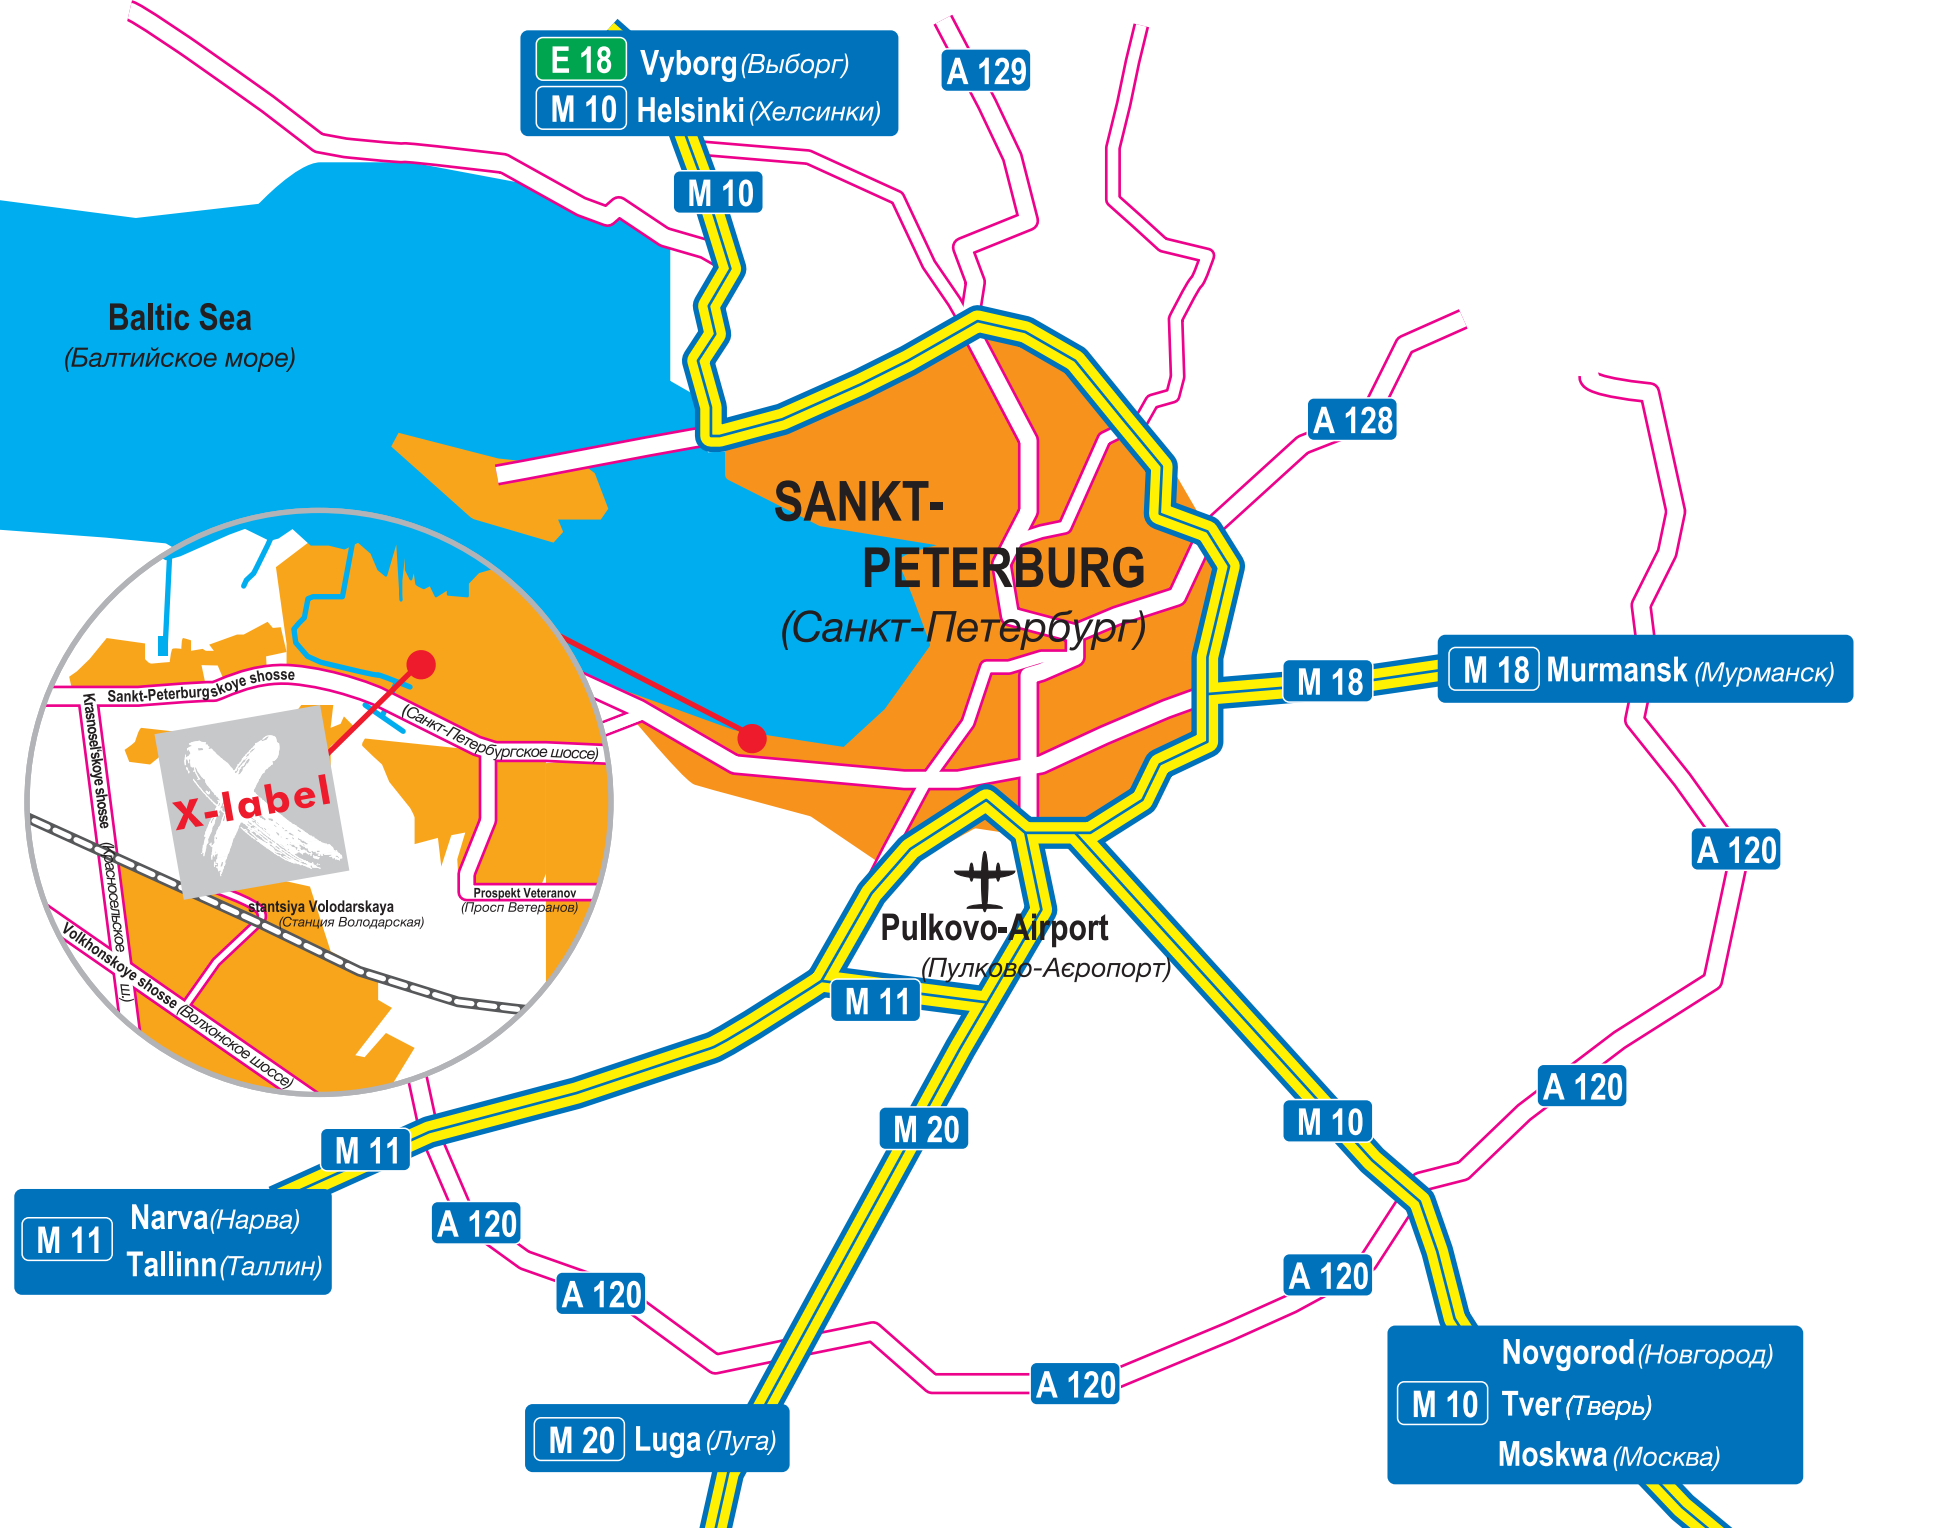 E 18 Vyborg (Выборг)
M 10 Helsinki (Хелсинки)
A 129
M 10
Baltic Sea
(Балтийское море)
A 128
SANKT-
PETERBURG
(Санкт-Петербург)
M 18
M 18 Murmansk (Мурманск)
Sankt-Peterburgskoye shosse
(Санкт-Петербургское шоссе)
Krasnosel'skoye shosse (Красносельское ш.)
X-label
Prospekt Veteranov
(Просп Ветеранов)
stantsiya Volodarskaya
(Станция Володарская)
Volkhonskoye shosse (Волхонское шоссе)
A 120
Pulkovo-Airport
(Пулково-Аєропорт)
M 11
A 120
M 20
M 10
M 11
M 11 Narva (Нарва)
Tallinn (Таллин)
A 120
A 120
A 120
A 120
M 20 Luga (Луга)
Novgorod (Новгород)
M 10 Tver (Тверь)
Moskwa (Москва)